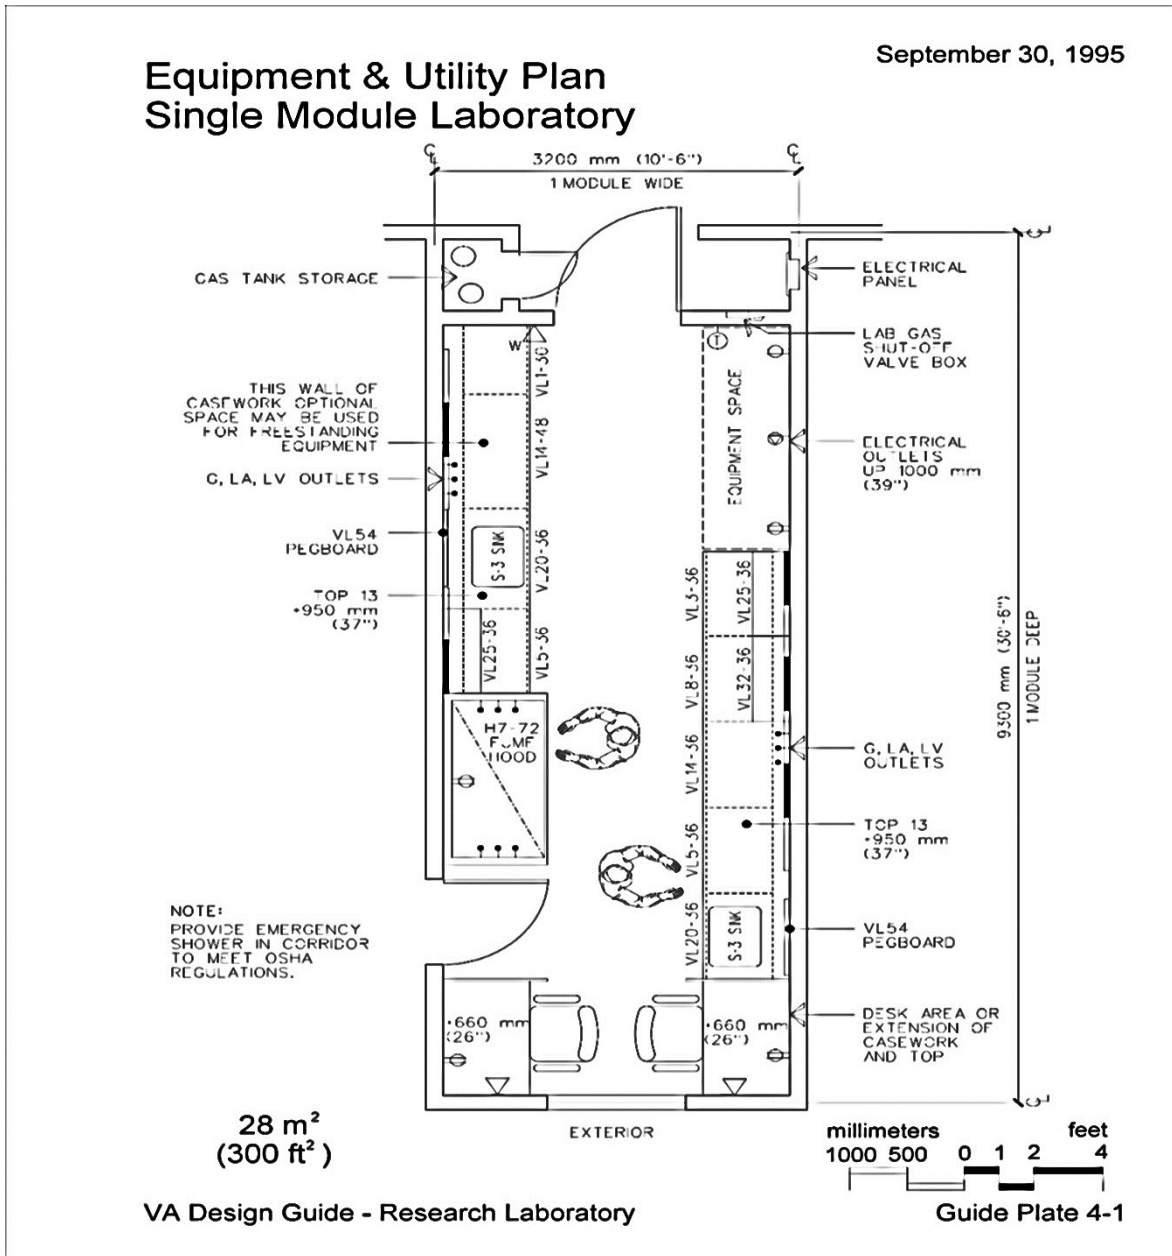 September 30, 1995
Equipment & Utility Plan
Single Module Laboratory
3200 mm (10'-6")
1 MODULE WIDE
GAS TANK STORAGE
ELECTRICAL
PANEL
LAB GAS
SHUT-OFF
VALVE BOX
W
T
VL1-30
THIS WALL OF
CASEWORK OPTIONAL
SPACE MAY BE USED
FOR FREESTANDING
EQUIPMENT
VL14-48
EQUIPMENT SPACE
ELECTRICAL
OUTLETS
UP 1000 mm
(39")
G, LA, LV OUTLETS
VL54
PEGBOARD
S-3 SINK
VL20-36
TOP 13
+950 mm
(37")
VL25-36
VL5-36
VL3-36
VL25-36
VL8-36
VL32-36
9300 mm (30'-6")
1 MODULE DEEP
H7-72
FUME
HOOD
VL14-36
G, LA, LV
OUTLETS
VL5-36
TOP 13
+950 mm
(37")
VL20-36
S-3 SINK
VL54
PEGBOARD
NOTE:
PROVIDE EMERGENCY
SHOWER IN CORRIDOR
TO MEET OSHA
REGULATIONS.
+660 mm
(26")
+660 mm
(26")
DESK AREA OR
EXTENSION OF
CASEWORK
AND TOP
EXTERIOR
28 m²
(300 ft²)
millimeters feet
1000 500 0 1 2 4
VA Design Guide - Research Laboratory
Guide Plate 4-1